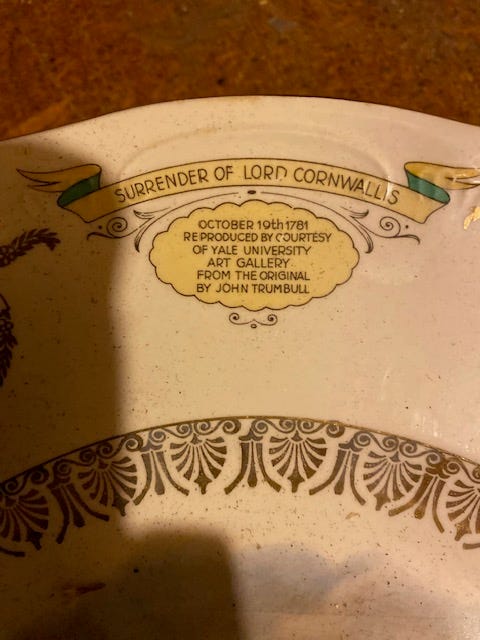 SURRENDER OF LORD CORNWALLIS
OCTOBER 19th 1781
REPRODUCED BY COURTESY
OF YALE UNIVERSITY
ART GALLERY
FROM THE ORIGINAL
BY JOHN TRUMBULL